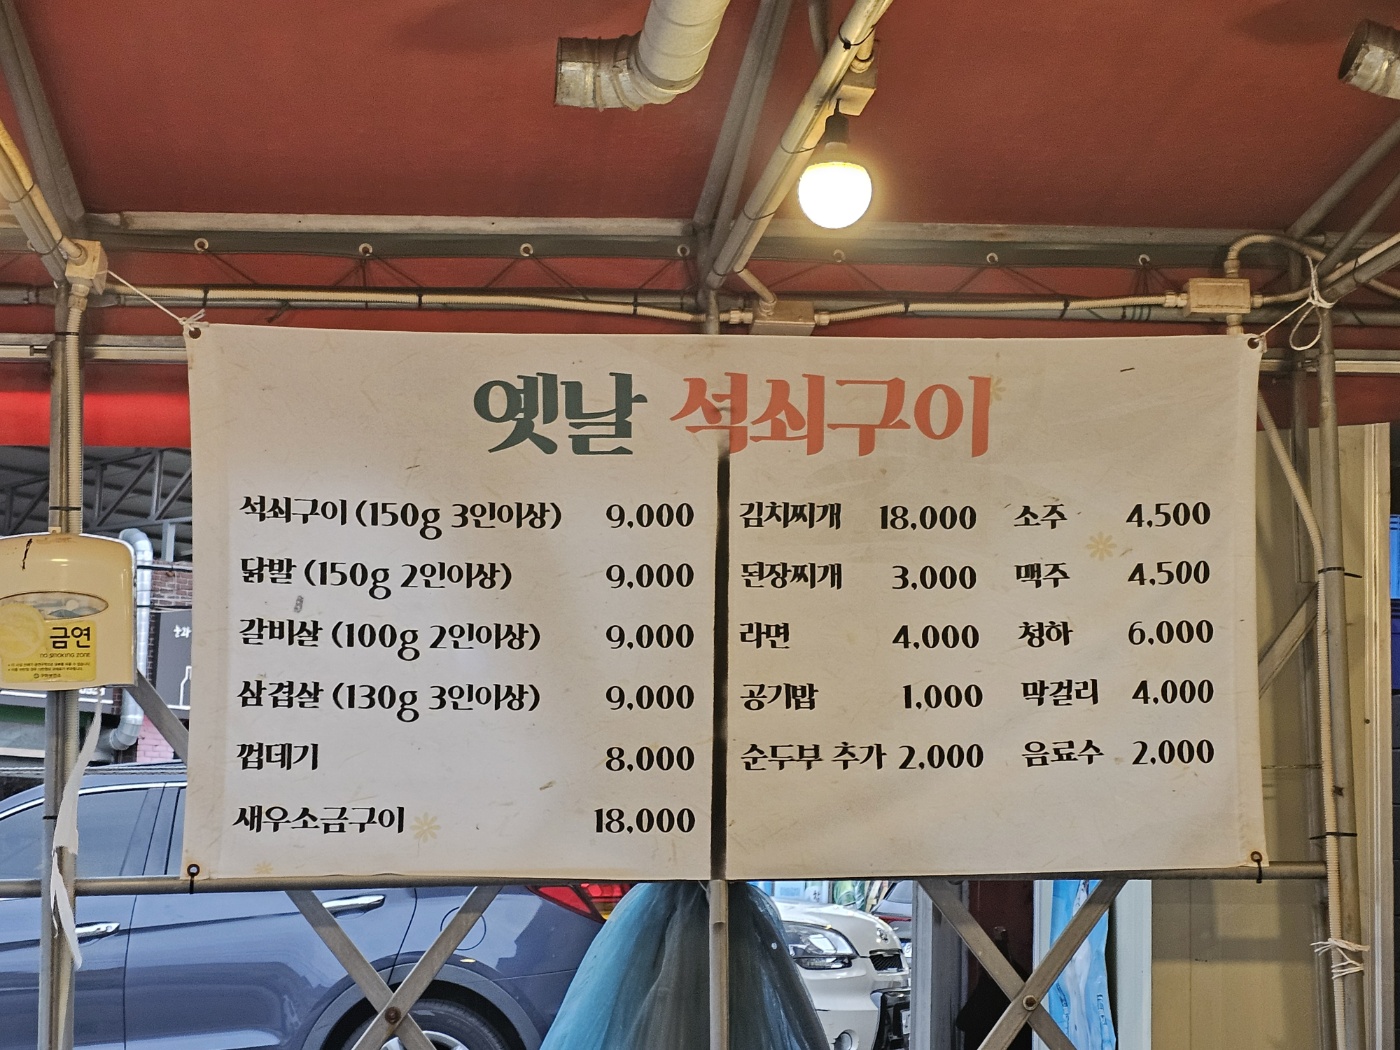 옛날 석쇠구이
석쇠구이 (150g 3인이상) 9,000
닭발 (150g 2인이상) 9,000
갈비살 (100g 2인이상) 9,000
삼겹살 (130g 3인이상) 9,000
껍데기 8,000
새우소금구이 18,000
김치찌개 18,000 소주 4,500
된장찌개 3,000 맥주 4,500
라면 4,000 청하 6,000
공기밥 1,000 막걸리 4,000
순두부 추가 2,000 음료수 2,000
금연
NO SMOKING ZONE